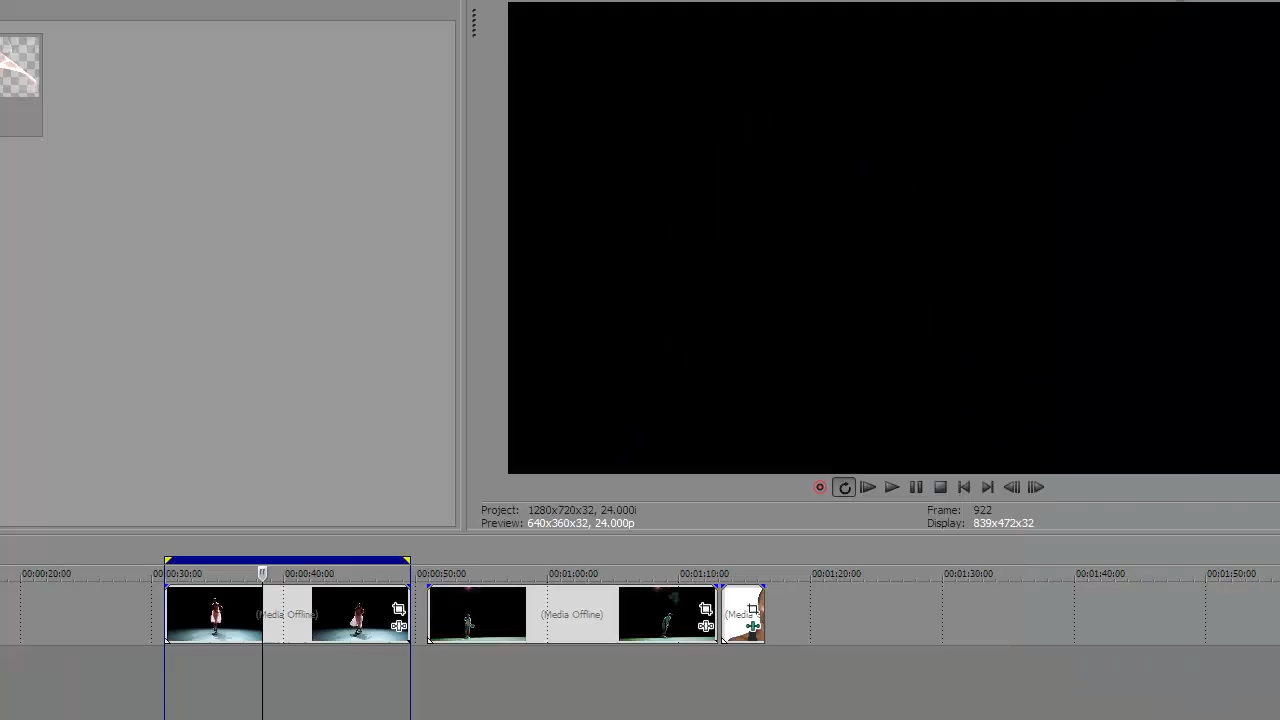 Project: 1280x720x32, 24.000i
Frame: 922
Preview: 640x360x32, 24.000p
Display: 839x472x32
00:00:20:00
00:00:30:00
00:00:40:00
00:00:50:00
00:01:00:00
00:01:10:00
00:01:20:00
00:01:30:00
00:01:40:00
00:01:50:00
(Media Offline)
(Media Offline)
(Media